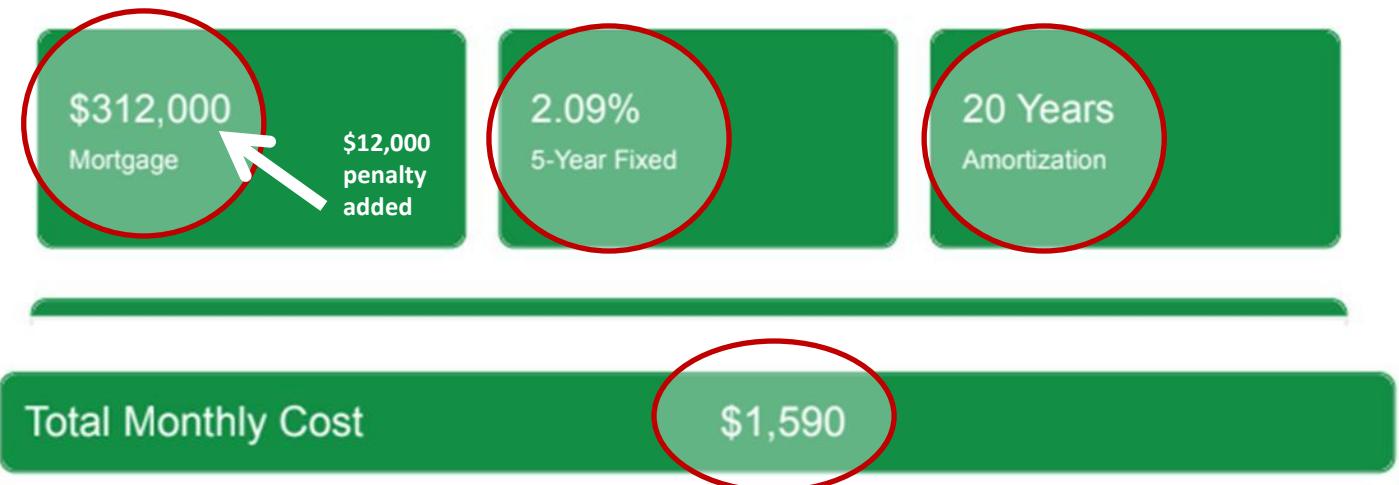 $312,000
Mortgage
$12,000
penalty
added
2.09%
5-Year Fixed
20 Years
Amortization
Total Monthly Cost $1,590